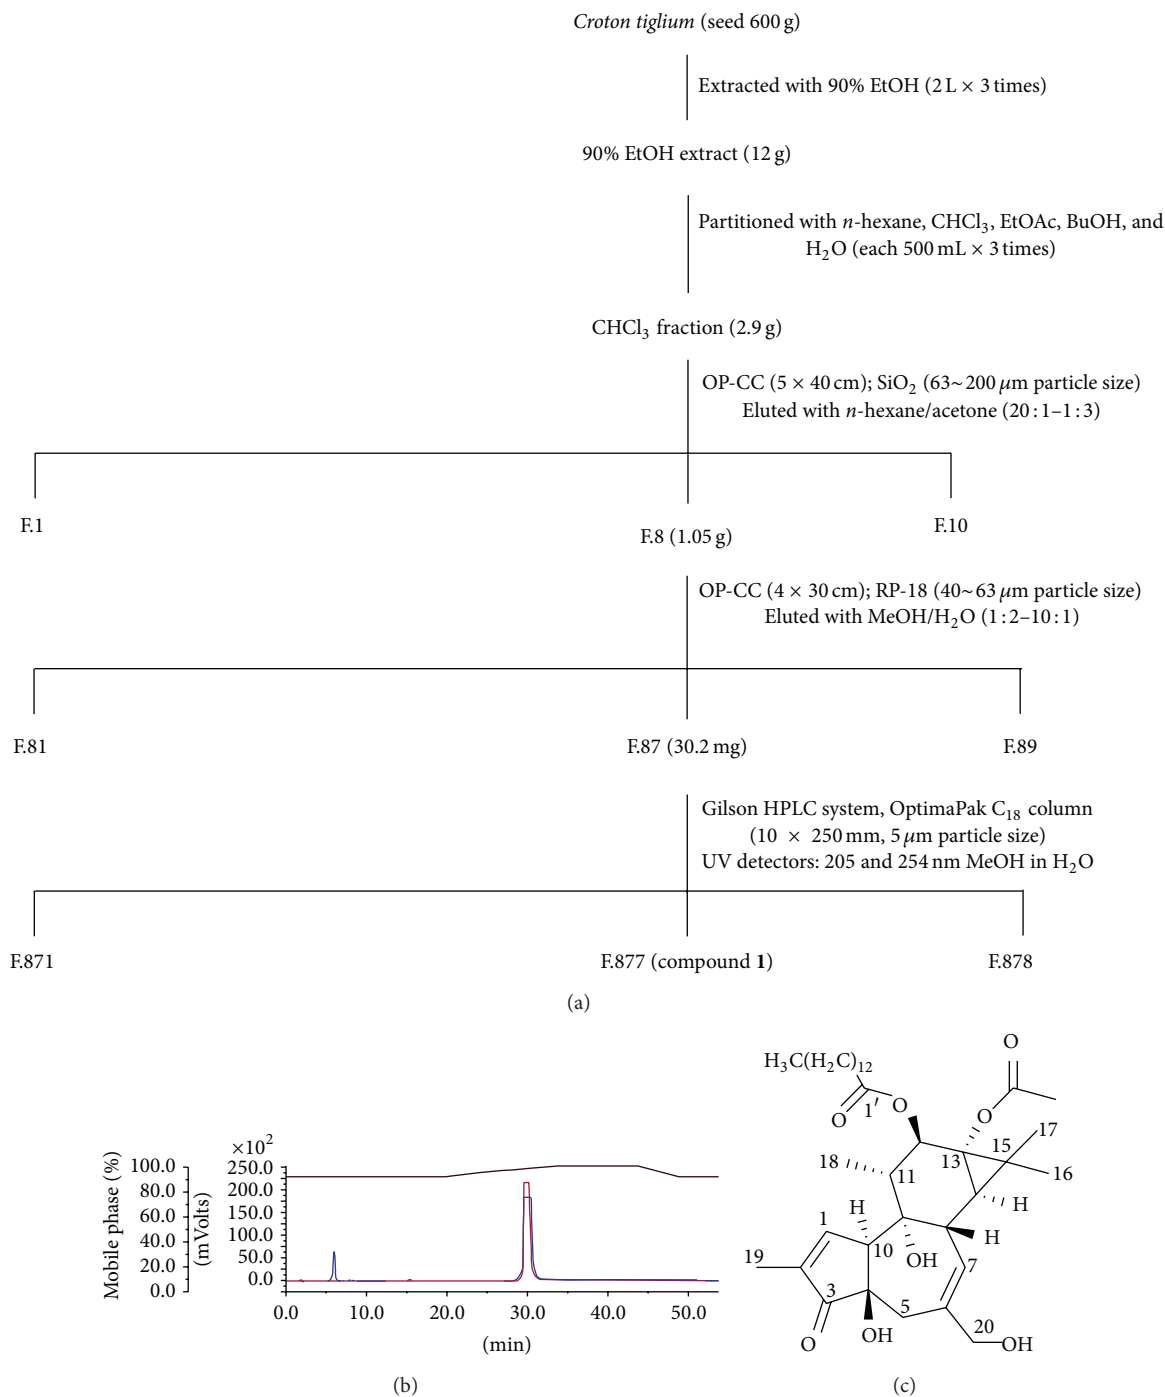 Croton tiglium (seed 600 g)
Extracted with 90% EtOH (2 L × 3 times)
90% EtOH extract (12 g)
Partitioned with n-hexane, CHCl₃, EtOAc, BuOH, and
H₂O (each 500 mL × 3 times)
CHCl₃ fraction (2.9 g)
OP-CC (5 × 40 cm); SiO₂ (63~200 μm particle size)
Eluted with n-hexane/acetone (20 : 1–1 : 3)
F.1
F.8 (1.05 g)
F.10
OP-CC (4 × 30 cm); RP-18 (40~63 μm particle size)
Eluted with MeOH/H₂O (1 : 2–10 : 1)
F.81
F.87 (30.2 mg)
F.89
Gilson HPLC system, OptimaPak C₁₈ column
(10 × 250 mm, 5 μm particle size)
UV detectors: 205 and 254 nm MeOH in H₂O
F.871
F.877 (compound 1)
F.878
(a)
Mobile phase (%)
100.0
80.0
60.0
40.0
20.0
0.0
(mVolts)
×10²
250.0
200.0
150.0
100.0
50.0
0.0
0.0 10.0 20.0 30.0 40.0 50.0
(min)
(b)
H₃C(H₂C)₁₂
O
1′
O
O
O
17
15
13
16
18
11
H
H
H
1
10
OH
7
19
3
5
OH
O
20
OH
(c)